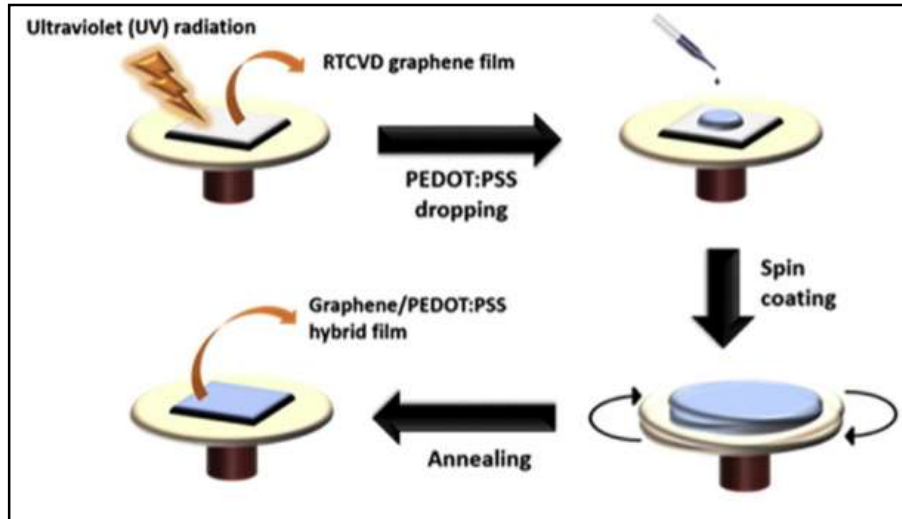 Ultraviolet (UV) radiation
RTCVD graphene film
PEDOT:PSS
dropping
Spin
coating
Graphene/PEDOT:PSS
hybrid film
Annealing